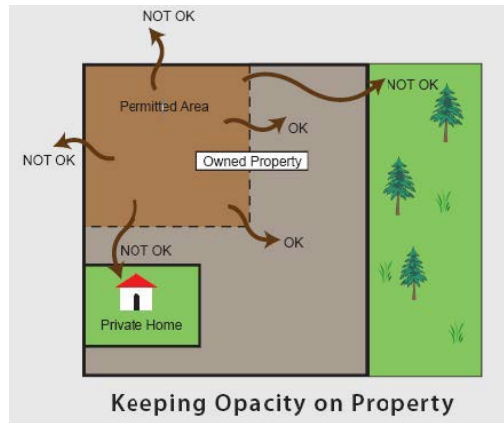 NOT OK
NOT OK
Permitted Area
OK
NOT OK
Owned Property
NOT OK
OK
Private Home
Keeping Opacity on Property